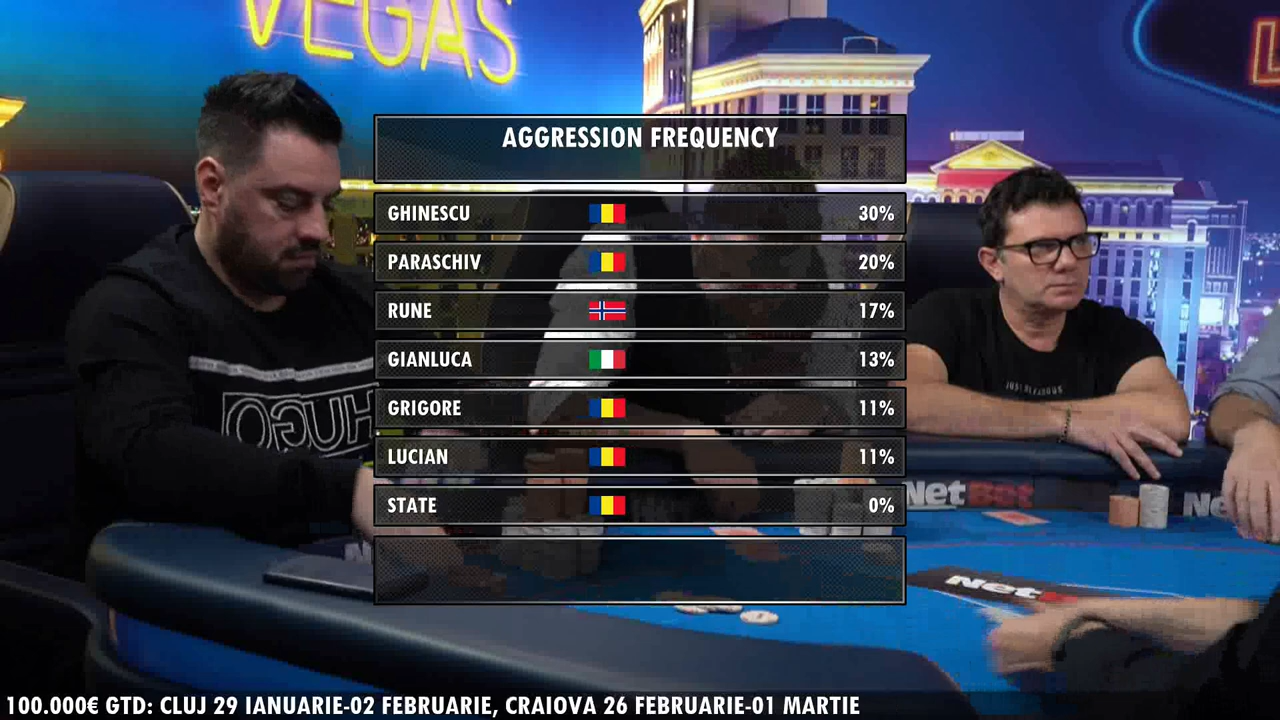 VEGAS
AGGRESSION FREQUENCY
GHINESCU 30%
PARASCHIV 20%
RUNE 17%
GIANLUCA 13%
GRIGORE 11%
LUCIAN 11%
STATE 0%
HUGO
NetBet
100.000€ GTD: CLUJ 29 IANUARIE-02 FEBRUARIE, CRAIOVA 26 FEBRUARIE-01 MARTIE